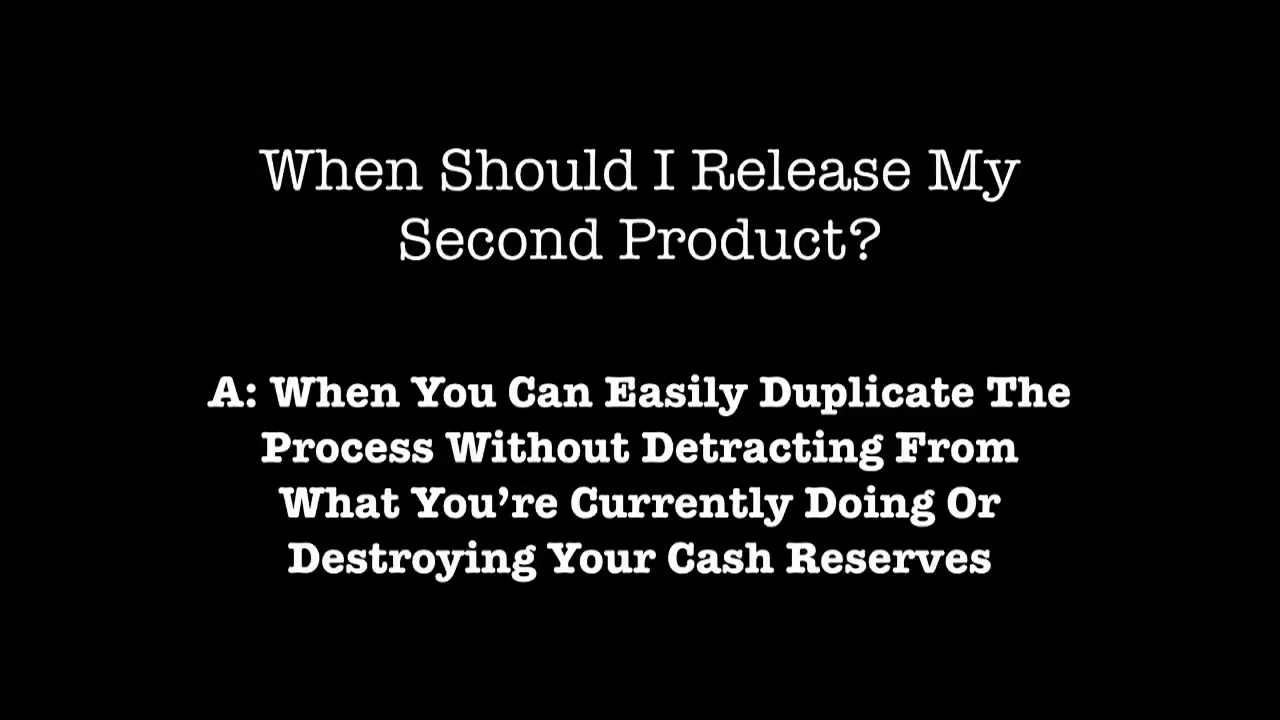 When Should I Release My
Second Product?
A: When You Can Easily Duplicate The
Process Without Detracting From
What You’re Currently Doing Or
Destroying Your Cash Reserves